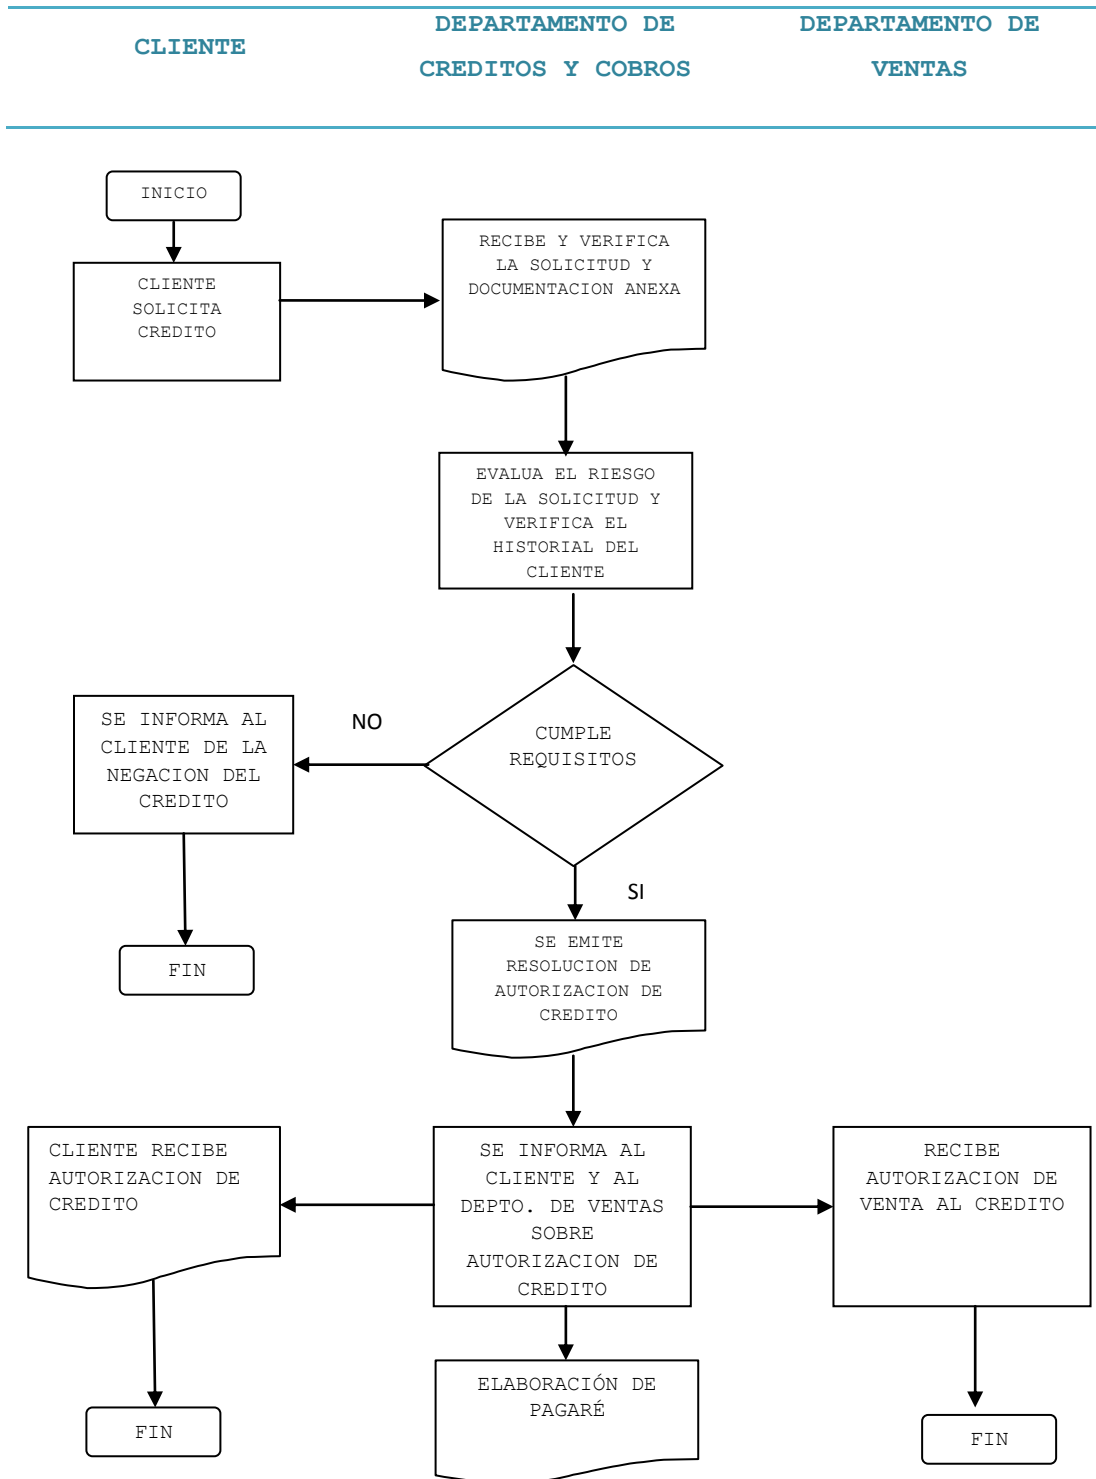 CLIENTE
DEPARTAMENTO DE
CREDITOS Y COBROS
DEPARTAMENTO DE
VENTAS
INICIO
CLIENTE
SOLICITA
CREDITO
RECIBE Y VERIFICA
LA SOLICITUD Y
DOCUMENTACION ANEXA
EVALUA EL RIESGO
DE LA SOLICITUD Y
VERIFICA EL
HISTORIAL DEL
CLIENTE
CUMPLE
REQUISITOS
NO
SE INFORMA AL
CLIENTE DE LA
NEGACION DEL
CREDITO
FIN
SI
SE EMITE
RESOLUCION DE
AUTORIZACION DE
CREDITO
CLIENTE RECIBE
AUTORIZACION DE
CREDITO
SE INFORMA AL
CLIENTE Y AL
DEPTO. DE VENTAS
SOBRE
AUTORIZACION DE
CREDITO
RECIBE
AUTORIZACION DE
VENTA AL CREDITO
FIN
ELABORACIÓN DE
PAGARÉ
FIN